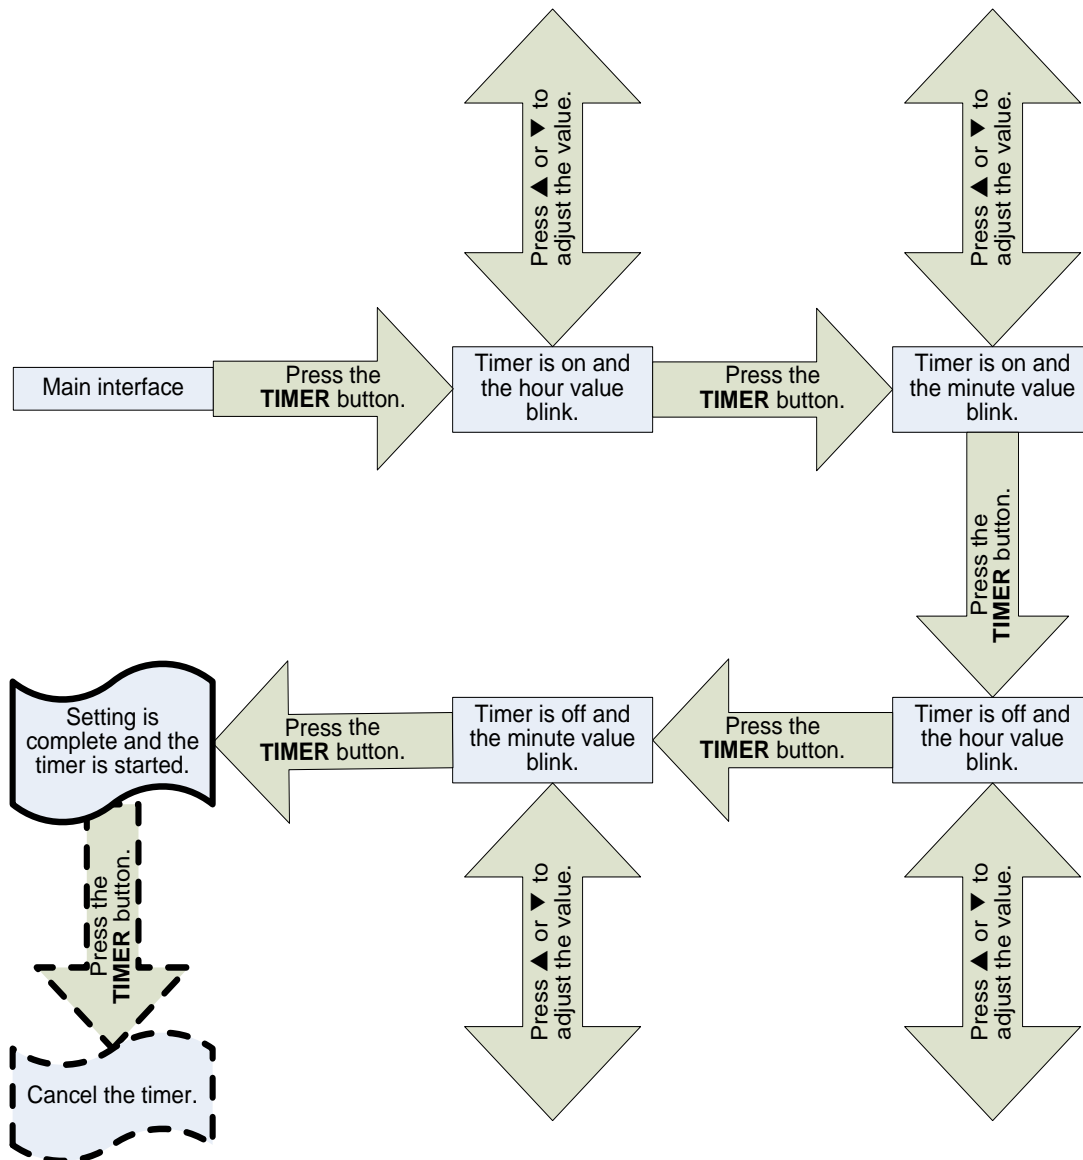 Press ▲ or ▼ to
adjust the value.
Press ▲ or ▼ to
adjust the value.
Main interface
Press the
TIMER button.
Timer is on and
the hour value
blink.
Press the
TIMER button.
Timer is on and
the minute value
blink.
Press the
TIMER button.
Timer is off and
the hour value
blink.
Press the
TIMER button.
Timer is off and
the minute value
blink.
Press the
TIMER button.
Setting is
complete and the
timer is started.
Press ▲ or ▼ to
adjust the value.
Press ▲ or ▼ to
adjust the value.
Press the
TIMER button.
Cancel the timer.